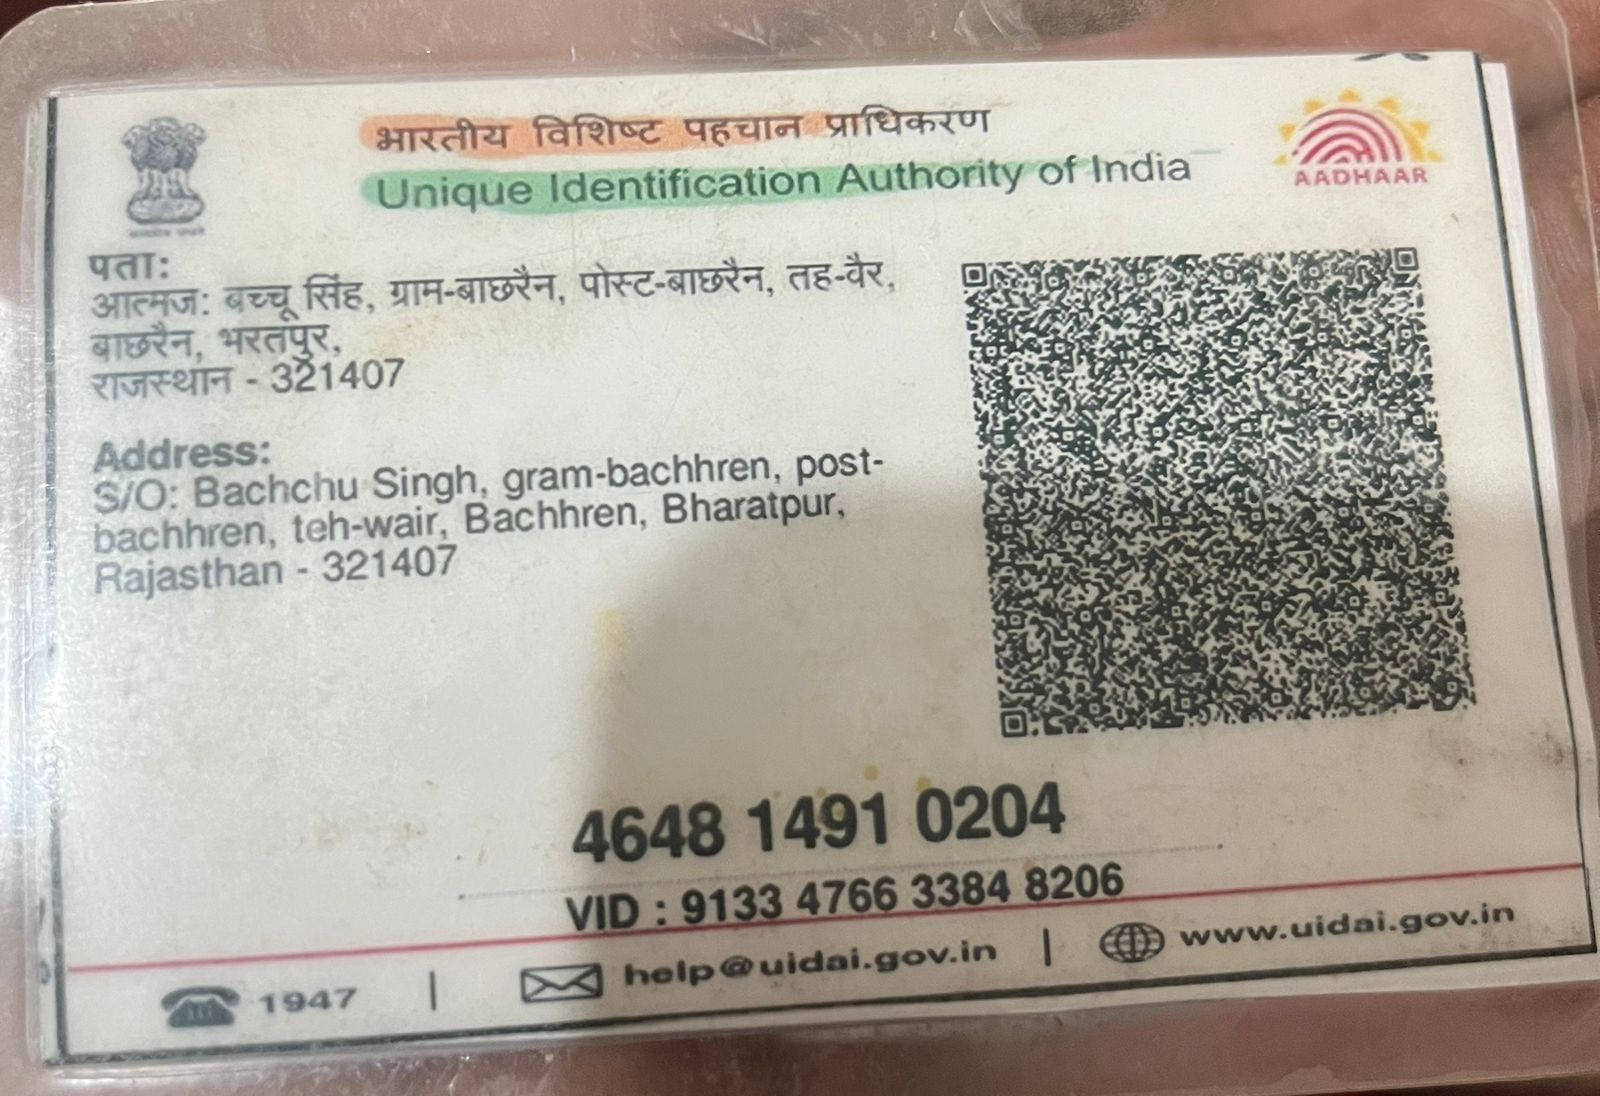 भारतीय विशिष्ट पहचान प्राधिकरण
Unique Identification Authority of India
AADHAAR
पता:
आत्मज: बच्चू सिंह, ग्राम-बाछरैन, पोस्ट-बाछरैन, तह-वैर,
बाछरैन, भरतपुर,
राजस्थान - 321407
Address:
S/O: Bachchu Singh, gram-bachhren, post-
bachhren, teh-wair, Bachhren, Bharatpur,
Rajasthan - 321407
4648 1491 0204
VID : 9133 4766 3384 8206
1947 | help@uidai.gov.in | www.uidai.gov.in